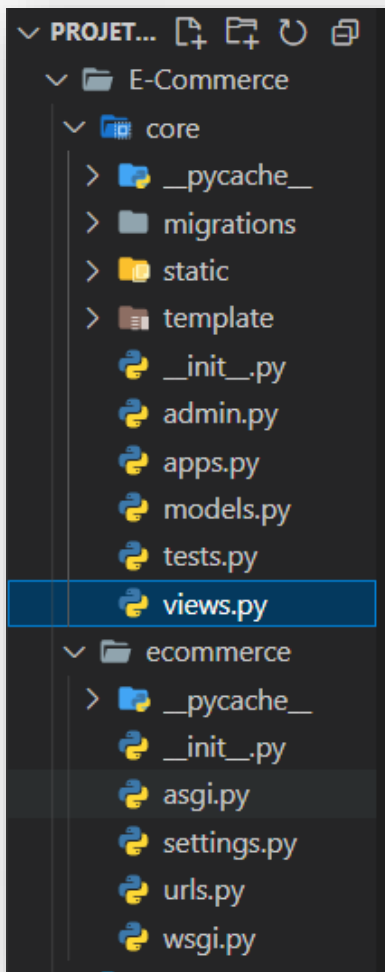 PROJET...
E-Commerce
core
__pycache__
migrations
static
template
__init__.py
admin.py
apps.py
models.py
tests.py
views.py
ecommerce
__pycache__
__init__.py
asgi.py
settings.py
urls.py
wsgi.py